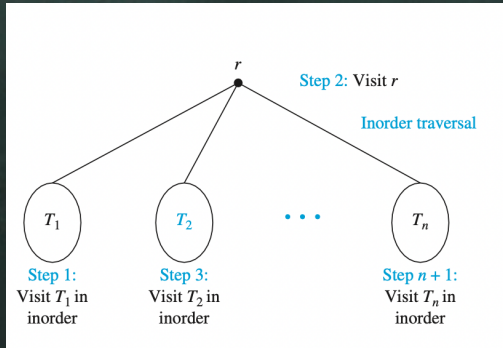 r
Step 2: Visit r
Inorder traversal
T₁
T₂
• • •
Tₙ
Step 1:
Visit T₁ in
inorder
Step 3:
Visit T₂ in
inorder
Step n + 1:
Visit Tₙ in
inorder